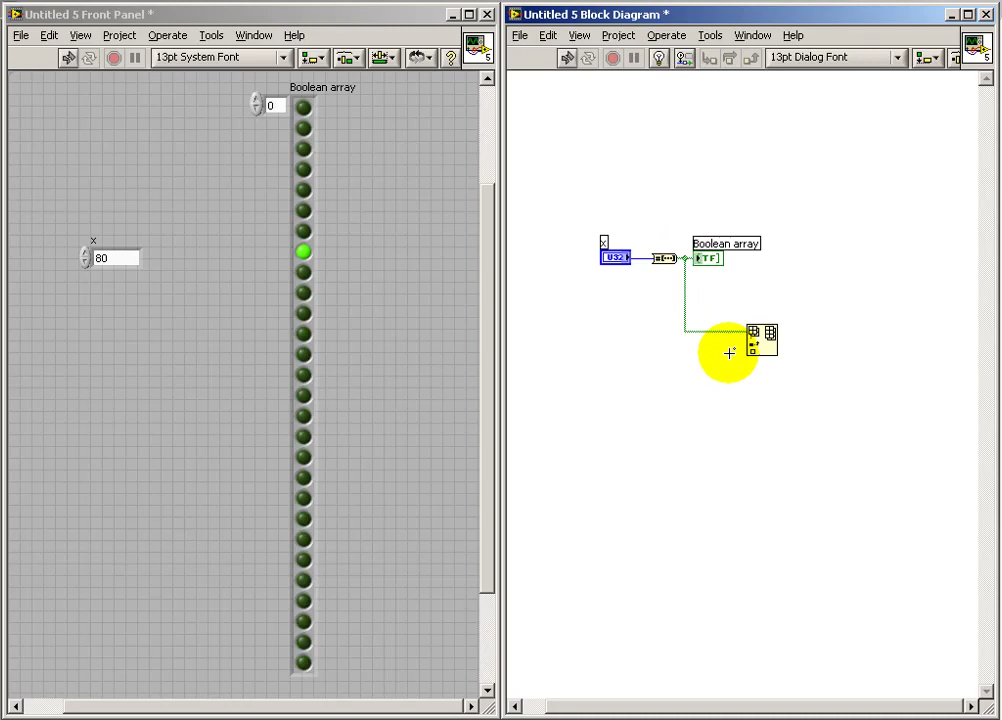 Untitled 5 Front Panel *
File Edit View Project Operate Tools Window Help
13pt System Font
5
Boolean array
0
x
80
Untitled 5 Block Diagram *
File Edit View Project Operate Tools Window Help
13pt Dialog Font
5
x
U32
Boolean array
TF